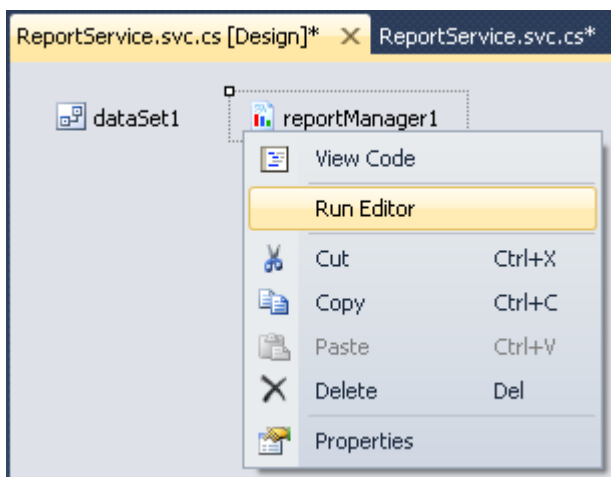 ReportService.svc.cs [Design]* ReportService.svc.cs*
dataSet1 reportManager1
View Code
Run Editor
Cut Ctrl+X
Copy Ctrl+C
Paste Ctrl+V
Delete Del
Properties